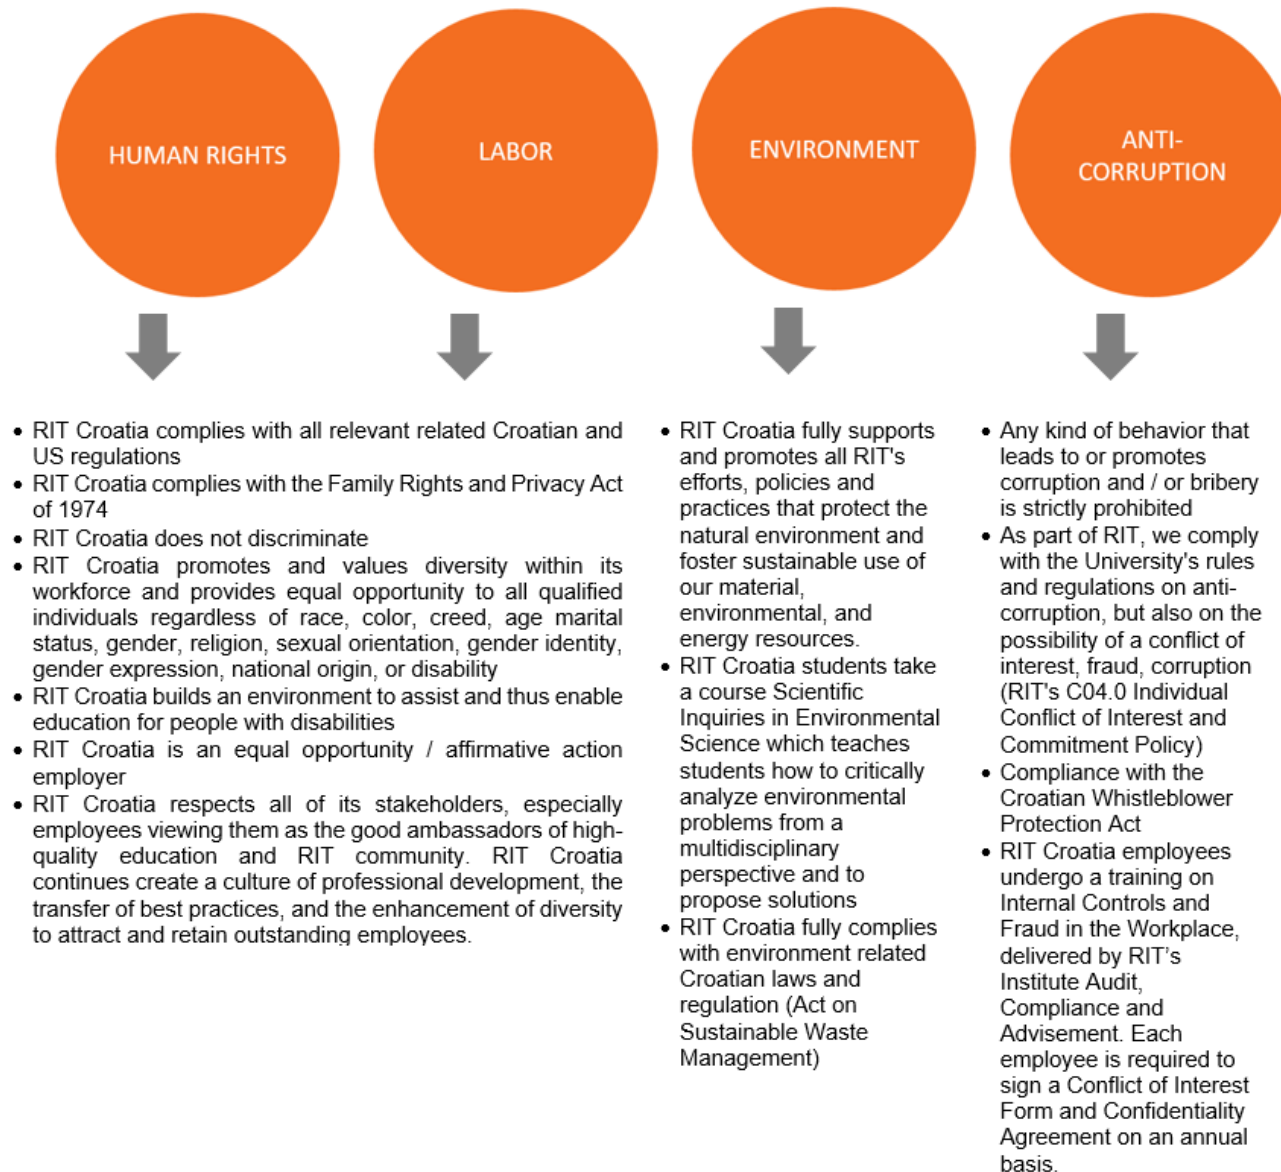 HUMAN RIGHTS
LABOR
ENVIRONMENT
ANTI-
CORRUPTION
• RIT Croatia complies with all relevant related Croatian and
US regulations
• RIT Croatia complies with the Family Rights and Privacy Act
of 1974
• RIT Croatia does not discriminate
• RIT Croatia promotes and values diversity within its
workforce and provides equal opportunity to all qualified
individuals regardless of race, color, creed, age marital
status, gender, religion, sexual orientation, gender identity,
gender expression, national origin, or disability
• RIT Croatia builds an environment to assist and thus enable
education for people with disabilities
• RIT Croatia is an equal opportunity / affirmative action
employer
• RIT Croatia respects all of its stakeholders, especially
employees viewing them as the good ambassadors of high-
quality education and RIT community. RIT Croatia
continues create a culture of professional development, the
transfer of best practices, and the enhancement of diversity
to attract and retain outstanding employees.
• RIT Croatia fully supports
and promotes all RIT's
efforts, policies and
practices that protect the
natural environment and
foster sustainable use of
our material,
environmental, and
energy resources.
• RIT Croatia students take
a course Scientific
Inquiries in Environmental
Science which teaches
students how to critically
analyze environmental
problems from a
multidisciplinary
perspective and to
propose solutions
• RIT Croatia fully complies
with environment related
Croatian laws and
regulation (Act on
Sustainable Waste
Management)
• Any kind of behavior that
leads to or promotes
corruption and / or bribery
is strictly prohibited
• As part of RIT, we comply
with the University's rules
and regulations on anti-
corruption, but also on the
possibility of a conflict of
interest, fraud, corruption
(RIT's C04.0 Individual
Conflict of Interest and
Commitment Policy)
• Compliance with the
Croatian Whistleblower
Protection Act
• RIT Croatia employees
undergo a training on
Internal Controls and
Fraud in the Workplace,
delivered by RIT’s
Institute Audit,
Compliance and
Advisement. Each
employee is required to
sign a Conflict of Interest
Form and Confidentiality
Agreement on an annual
basis.